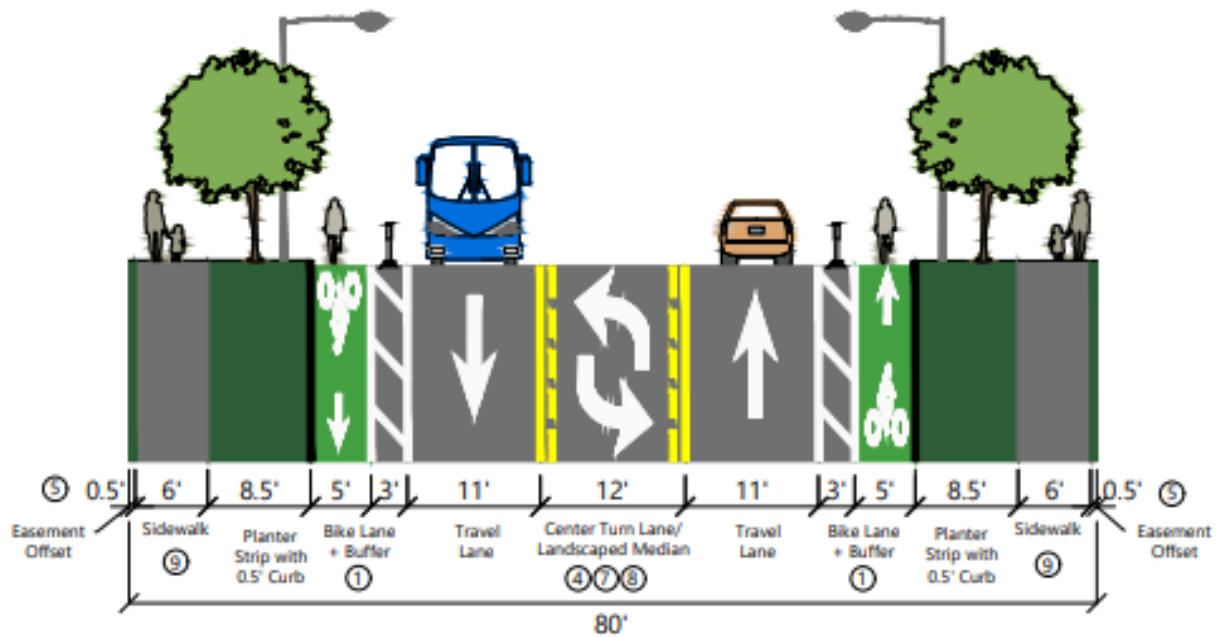 ⑤ 0.5' 6' 8.5' 5' 3' 11' 12' 11' 3' 5' 8.5' 6' 0.5' ⑤
Easement
Offset
Sidewalk
⑨
Planter
Strip with
0.5' Curb
Bike Lane
+ Buffer
①
Travel
Lane
Center Turn Lane/
Landscaped Median
④⑦⑧
Travel
Lane
Bike Lane
+ Buffer
①
Planter
Strip with
0.5' Curb
Sidewalk
⑨
Easement
Offset
80'